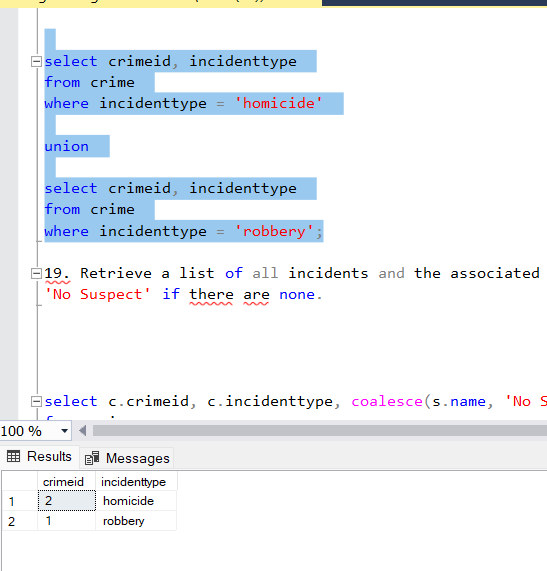 select crimeid, incidenttype
from crime
where incidenttype = 'homicide'
union
select crimeid, incidenttype
from crime
where incidenttype = 'robbery';
19. Retrieve a list of all incidents and the associated
'No Suspect' if there are none.
select c.crimeid, c.incidenttype, coalesce(s.name, 'No S
100 %
Results Messages
crimeid incidenttype
1 2 homicide
2 1 robbery